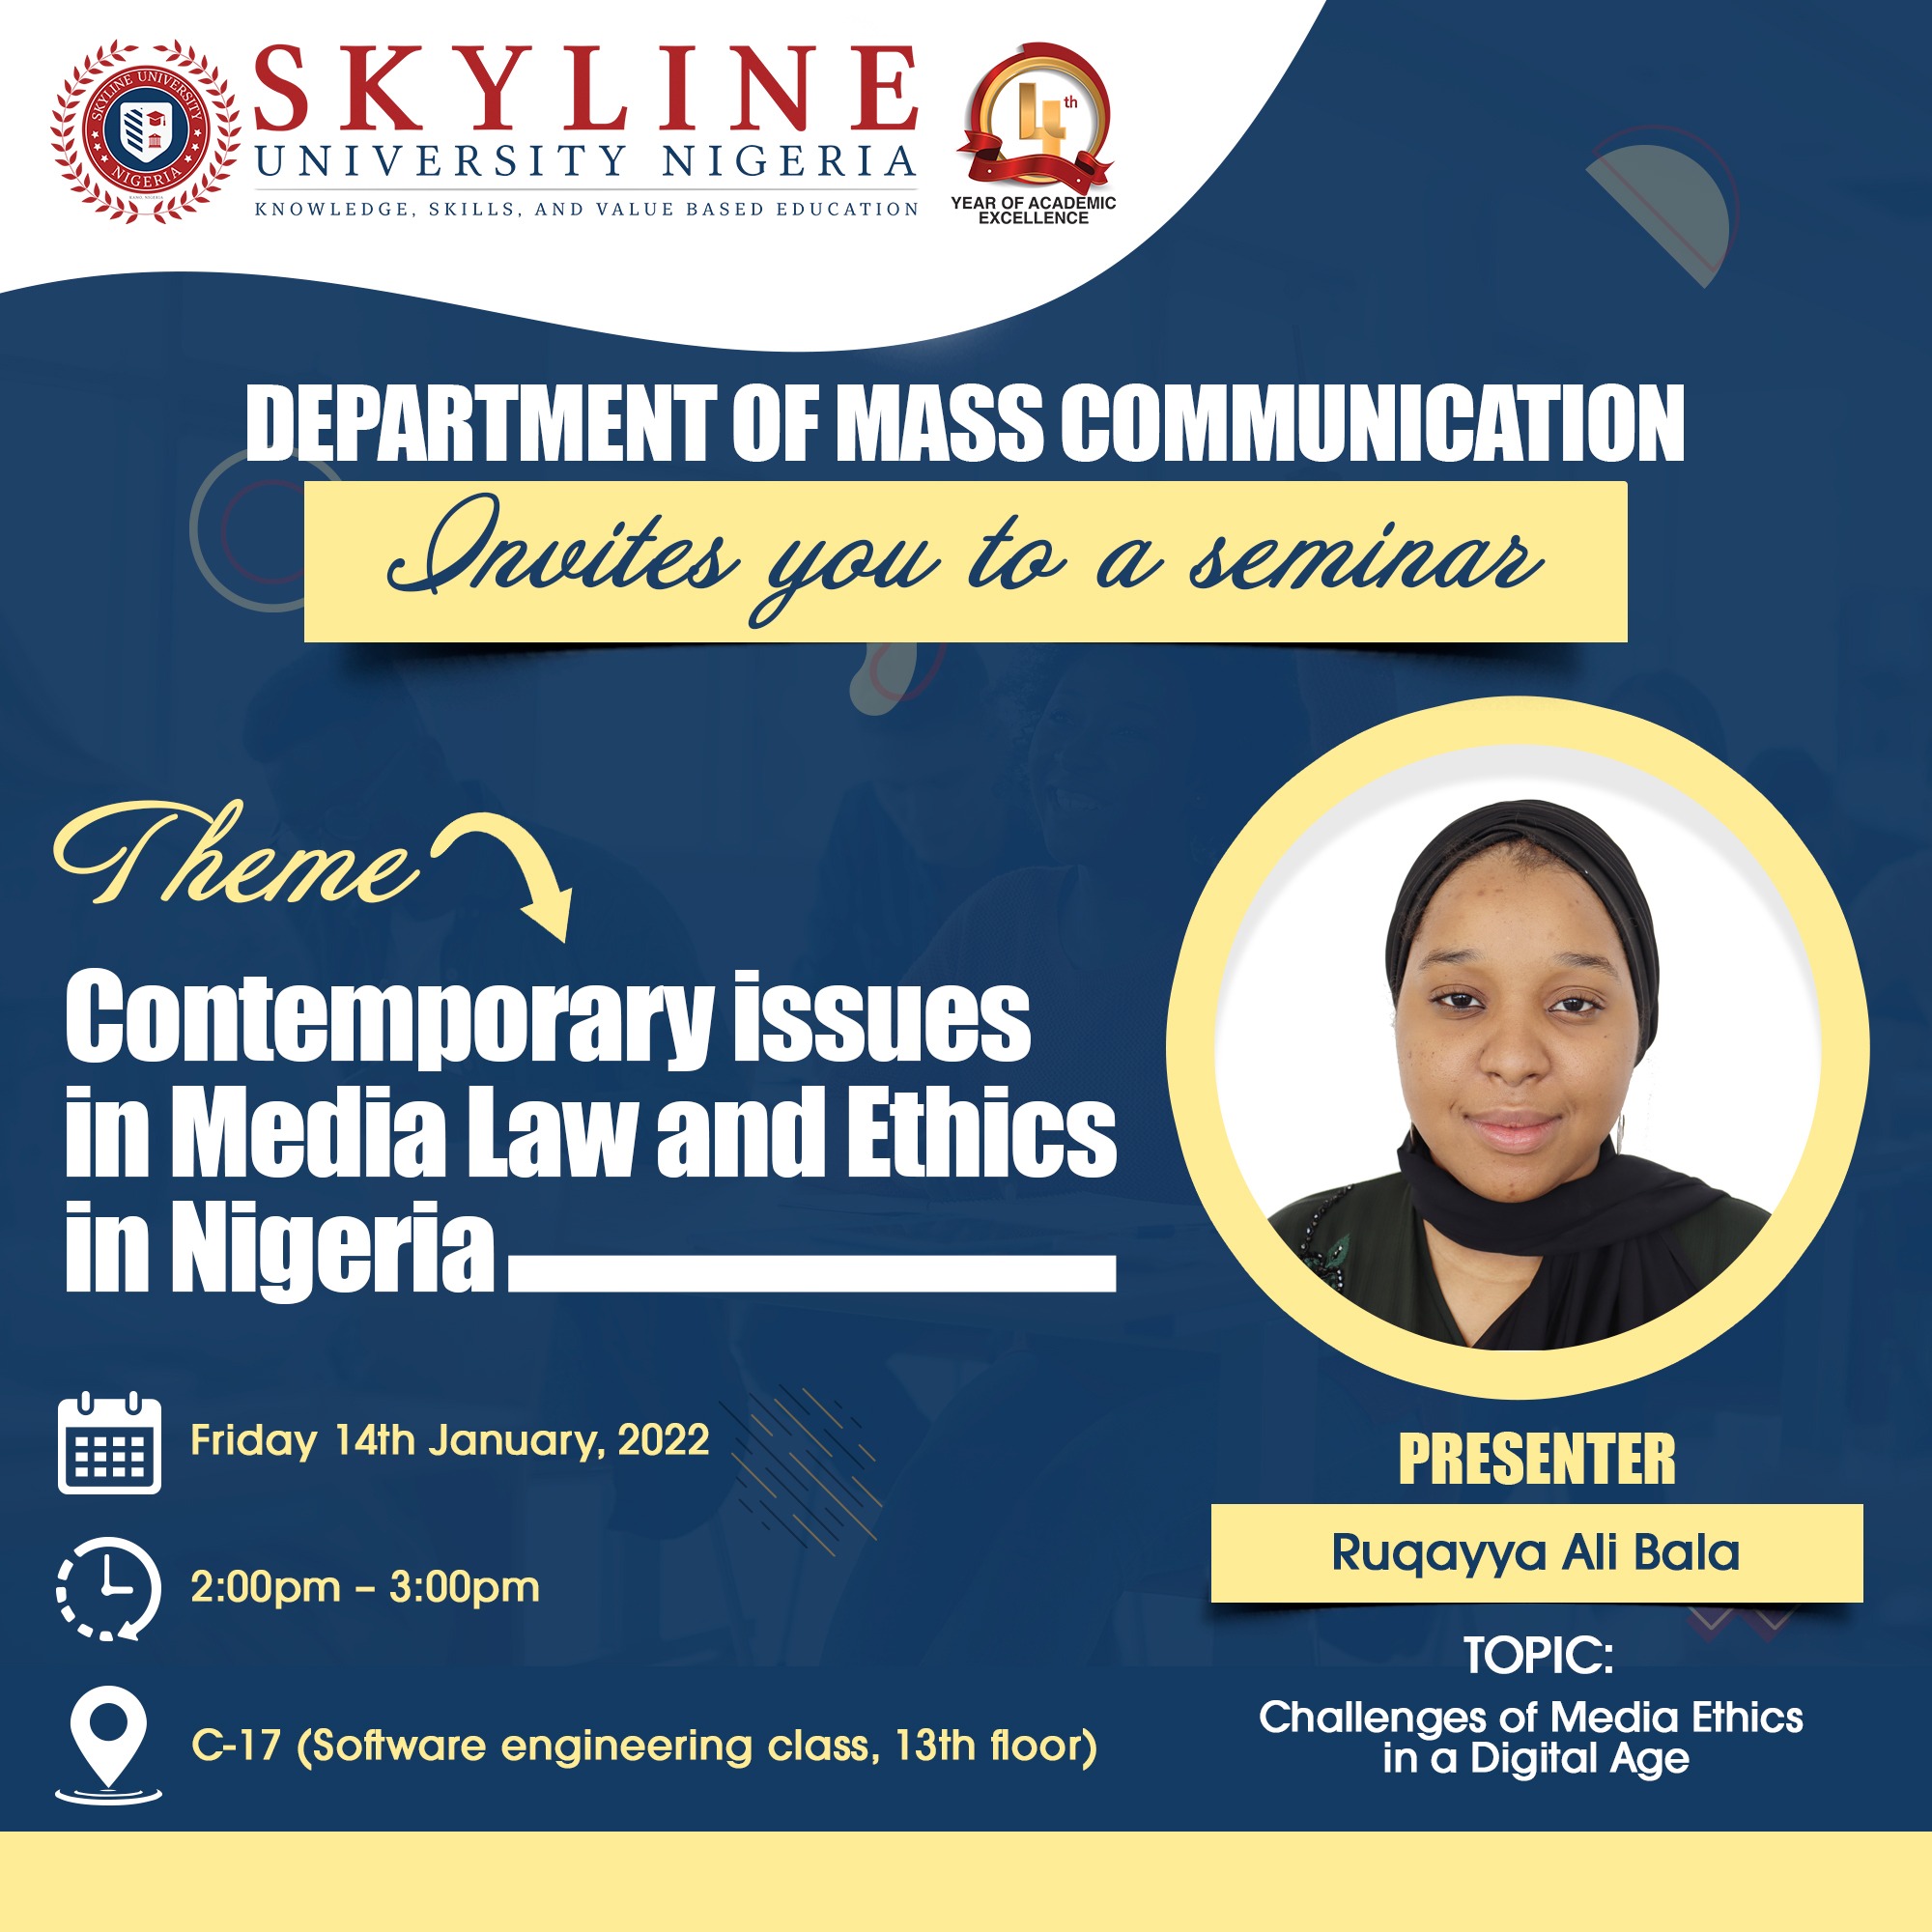 SKYLINE UNIVERSITY
NIGERIA
SKYLINE
UNIVERSITY NIGERIA
KNOWLEDGE, SKILLS, AND VALUE BASED EDUCATION
4th
YEAR OF ACADEMIC
EXCELLENCE
DEPARTMENT OF MASS COMMUNICATION
Invites you to a seminar
Theme
Contemporary issues
in Media Law and Ethics
in Nigeria
Friday 14th January, 2022
2:00pm – 3:00pm
C-17 (Software engineering class, 13th floor)
PRESENTER
Ruqayya Ali Bala
TOPIC:
Challenges of Media Ethics
in a Digital Age